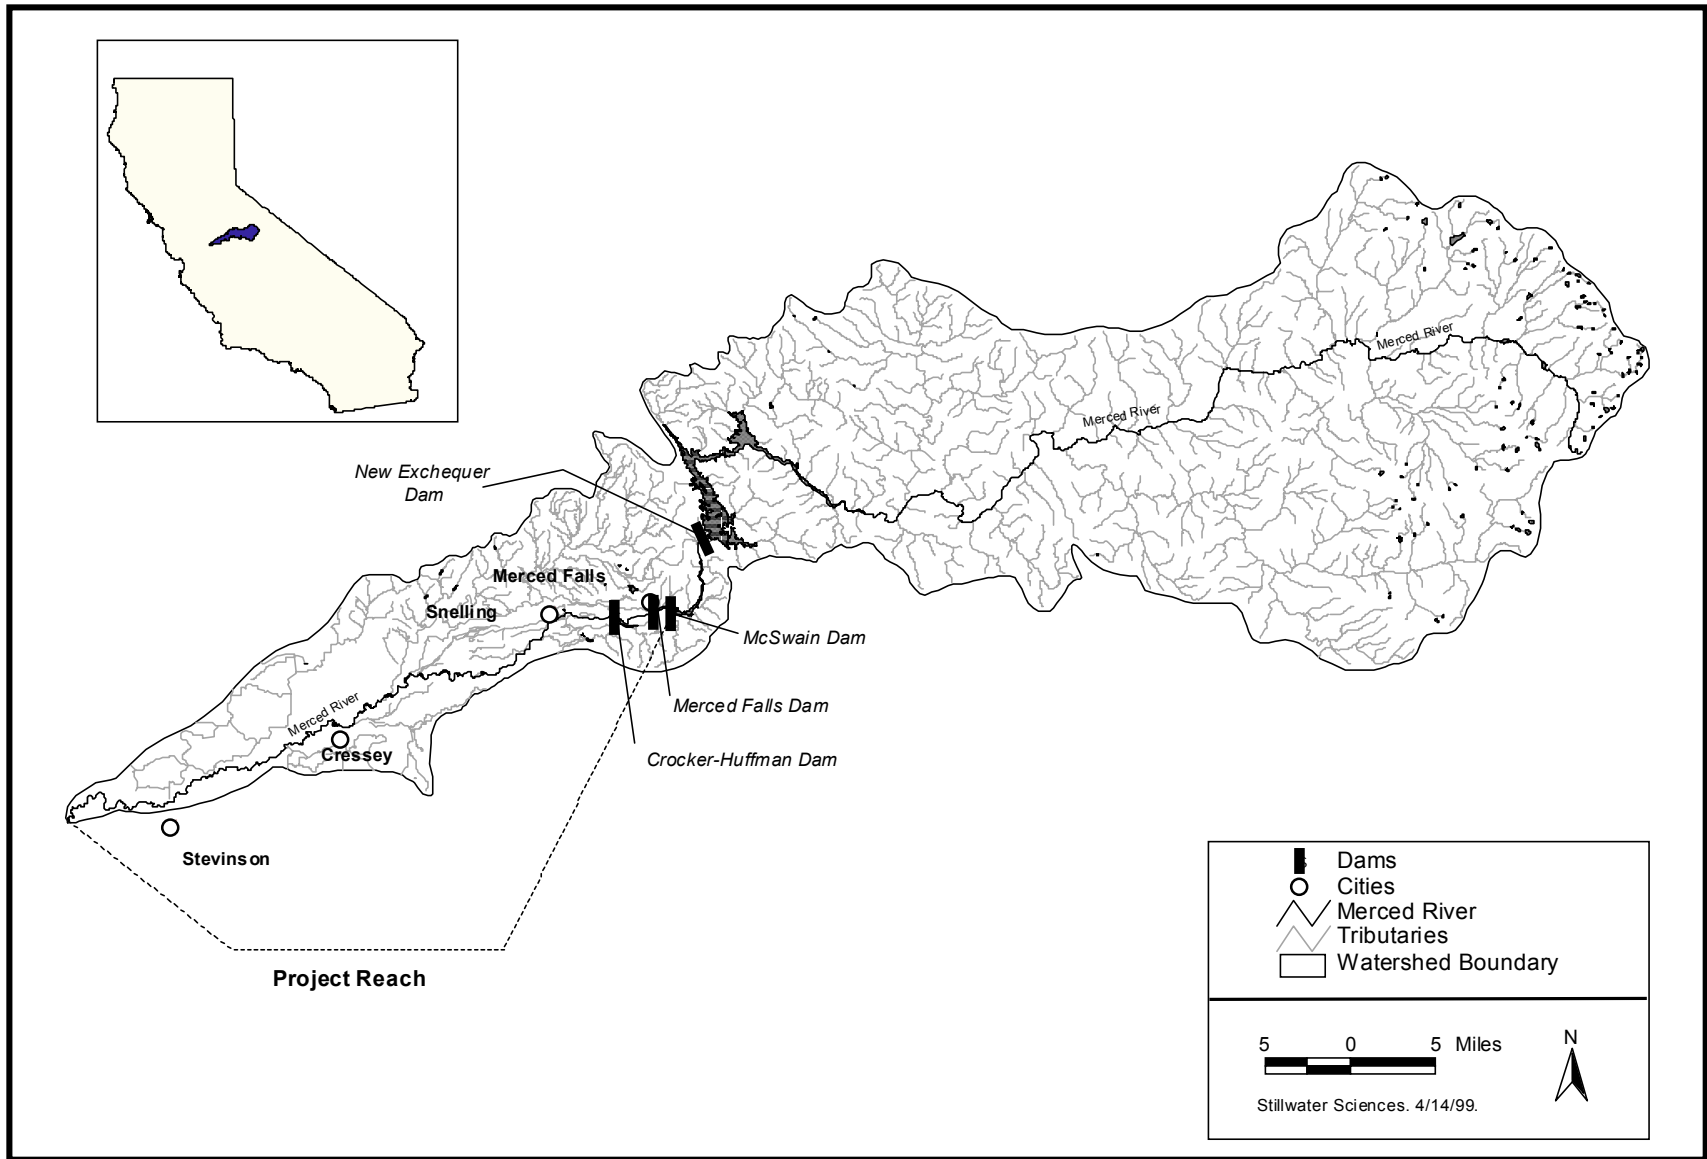 Merced River
Merced River
New Exchequer
Dam
Merced Falls
Snelling
McSwain Dam
Merced River
Merced Falls Dam
Cressey
Crocker-Huffman Dam
Stevinson
Project Reach
Dams
Cities
Merced River
Tributaries
Watershed Boundary
5 0 5 Miles
N
Stillwater Sciences. 4/14/99.